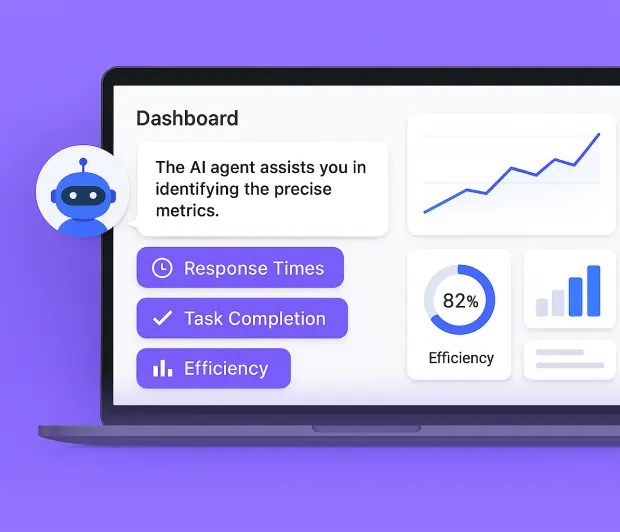 Dashboard
The AI agent assists you in
identifying the precise
metrics.
Response Times
Task Completion
Efficiency
82%
Efficiency